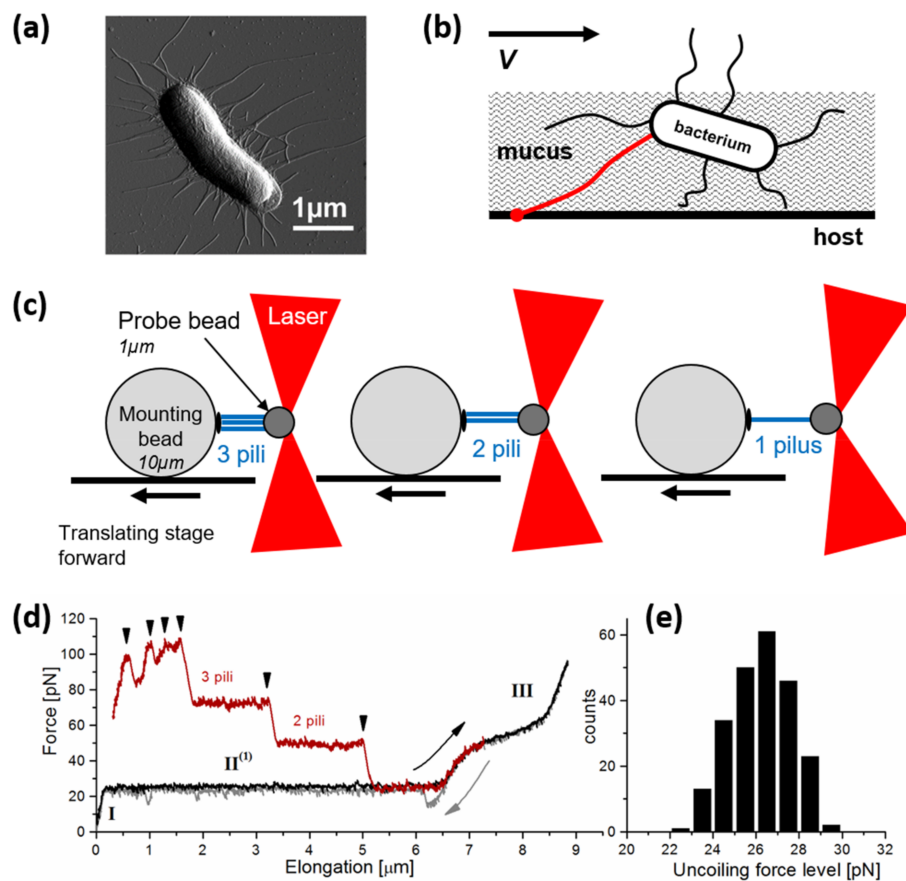 (a)
1µm
(b)
V
bacterium
mucus
host
(c)
Probe bead
1µm
Laser
Mounting
bead
10µm
3 pili
2 pili
1 pilus
Translating stage
forward
(d)
120
100
80
60
40
20
0
Force [pN]
3 pili
2 pili
I
II(1)
III
0 1 2 3 4 5 6 7 8 9
Elongation [µm]
(e)
60
40
20
0
counts
20 22 24 26 28 30 32
Uncoiling force level [pN]